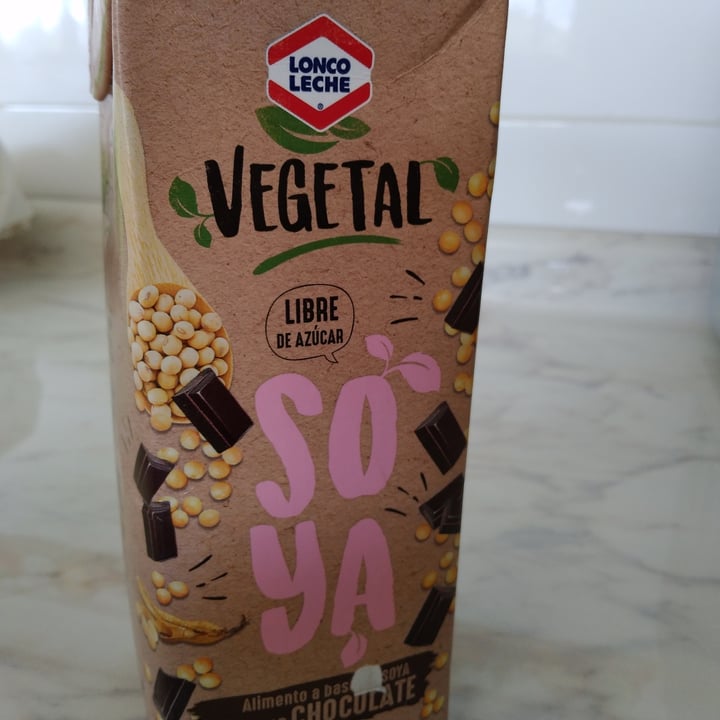 LONCO
LECHE
®
VEGETAL
LIBRE
DE AZÚCAR
SO
YA
Alimento a bas SOYA
CHOCOLATE